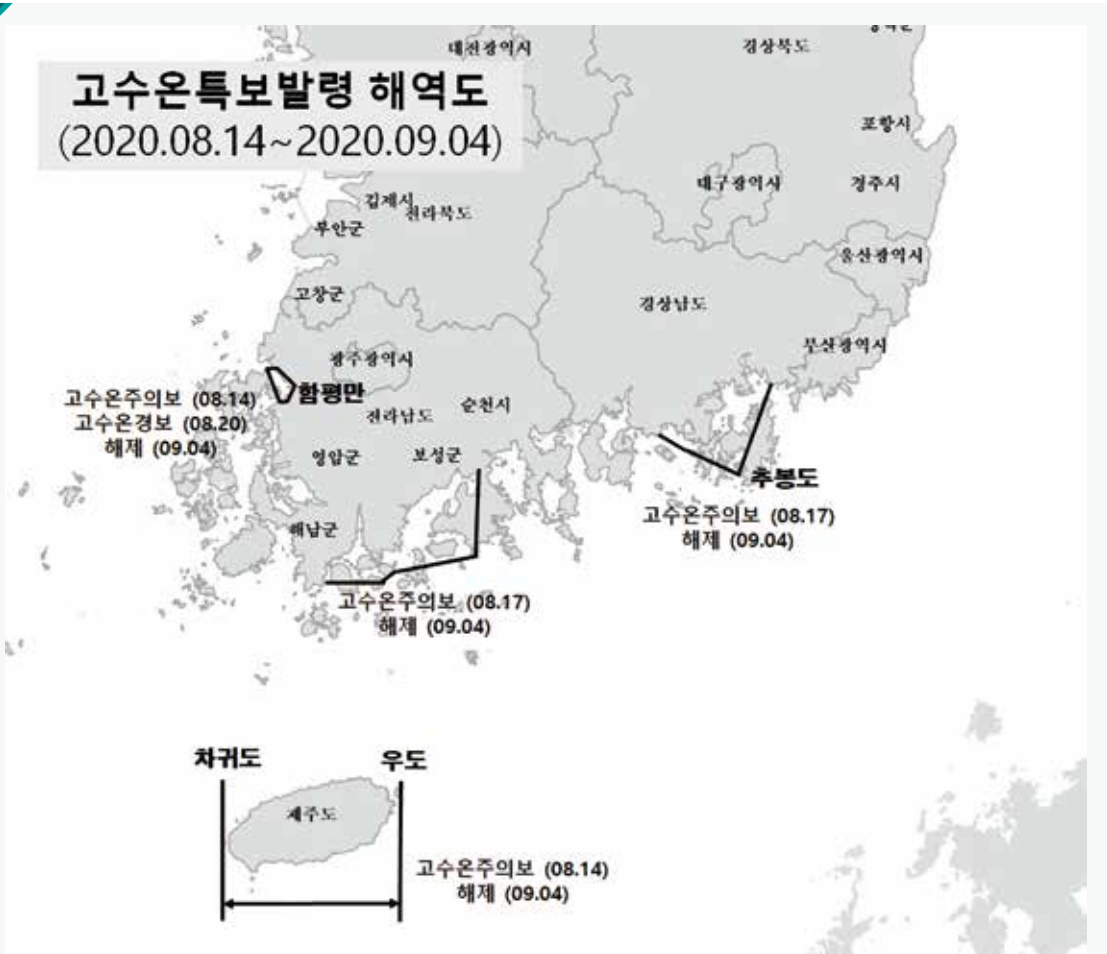 대전광역시
경상북도
고수온특보발령 해역도
(2020.08.14~2020.09.04)
포항시
대구광역시
경주시
김제시
전라북도
부안군
울산광역시
고창군
경상남도
부산광역시
광주광역시
함평만
고수온주의보 (08.14)
고수온경보 (08.20)
해제 (09.04)
전라남도
순천시
영암군
보성군
추봉도
고수온주의보 (08.17)
해제 (09.04)
해남군
고수온주의보 (08.17)
해제 (09.04)
차귀도
우도
제주도
고수온주의보 (08.14)
해제 (09.04)